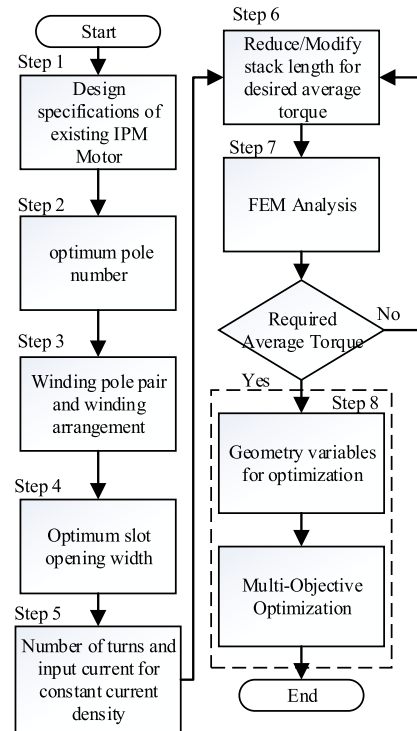 Start
Step 1
Design
specifications of
existing IPM
Motor
Step 2
optimum pole
number
Step 3
Winding pole pair
and winding
arrangement
Step 4
Optimum slot
opening width
Step 5
Number of turns and
input current for
constant current
density
Step 6
Reduce/Modify
stack length for
desired average
torque
Step 7
FEM Analysis
Required
Average Torque
No
Yes
Step 8
Geometry variables
for optimization
Multi-Objective
Optimization
End